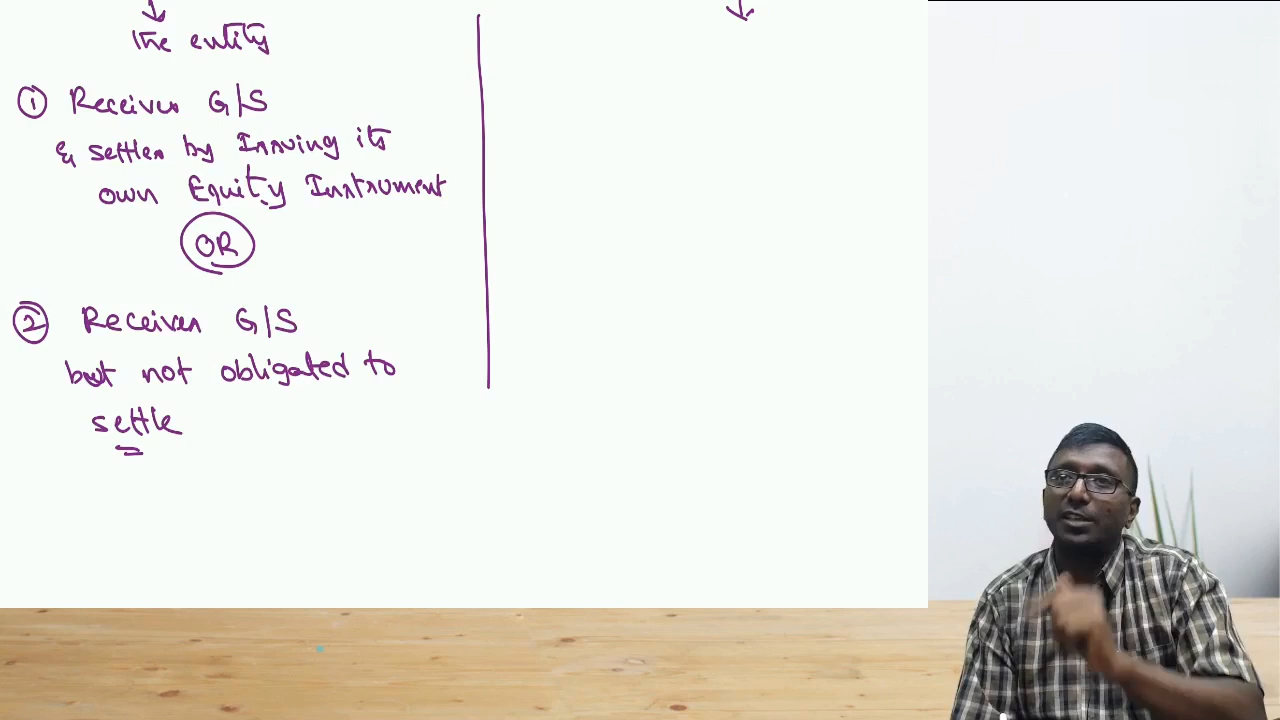 the entity
① Receives G/S
& settles by Issuing its
own Equity Instrument
OR
② Receives G/S
but not obligated to
settle